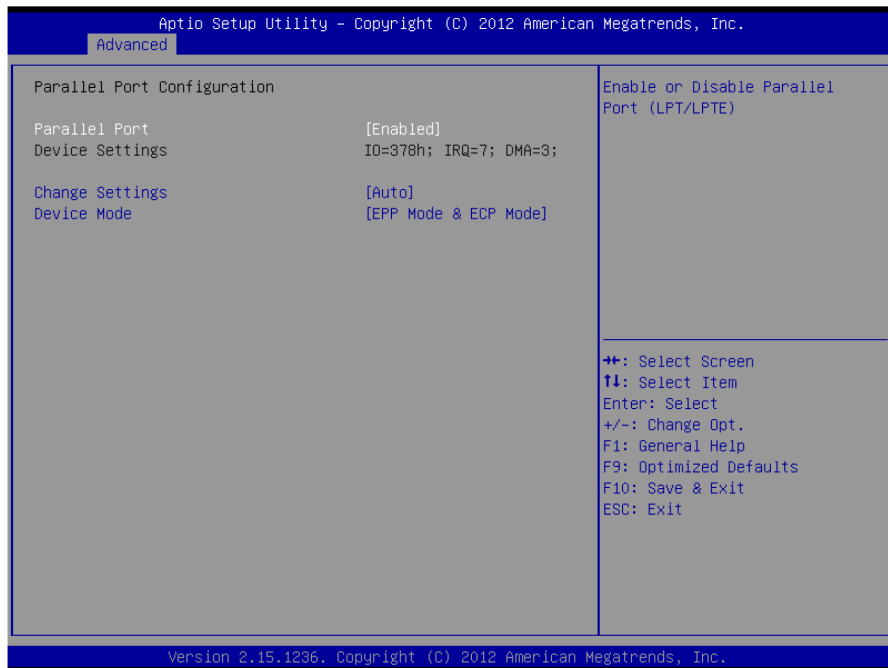 Aptio Setup Utility – Copyright (C) 2012 American Megatrends, Inc.
Advanced
Parallel Port Configuration
Parallel Port [Enabled]
Device Settings IO=378h; IRQ=7; DMA=3;
Change Settings [Auto]
Device Mode [EPP Mode & ECP Mode]
Enable or Disable Parallel
Port (LPT/LPTE)
→←: Select Screen
↑↓: Select Item
Enter: Select
+/-: Change Opt.
F1: General Help
F9: Optimized Defaults
F10: Save & Exit
ESC: Exit
Version 2.15.1236. Copyright (C) 2012 American Megatrends, Inc.